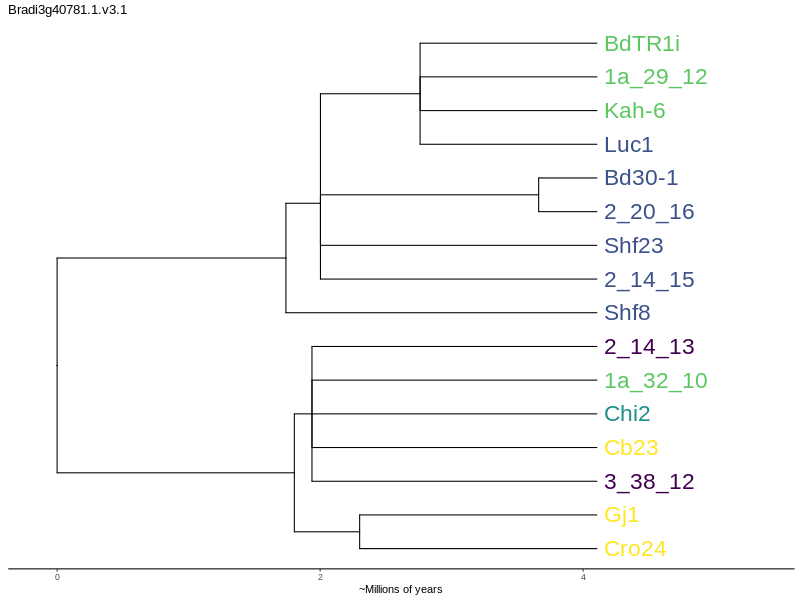 Bradi3g40781.1.v3.1
BdTR1i
1a_29_12
Kah-6
Luc1
Bd30-1
2_20_16
Shf23
2_14_15
Shf8
2_14_13
1a_32_10
Chi2
Cb23
3_38_12
Gj1
Cro24
0 2 4
~Millions of years